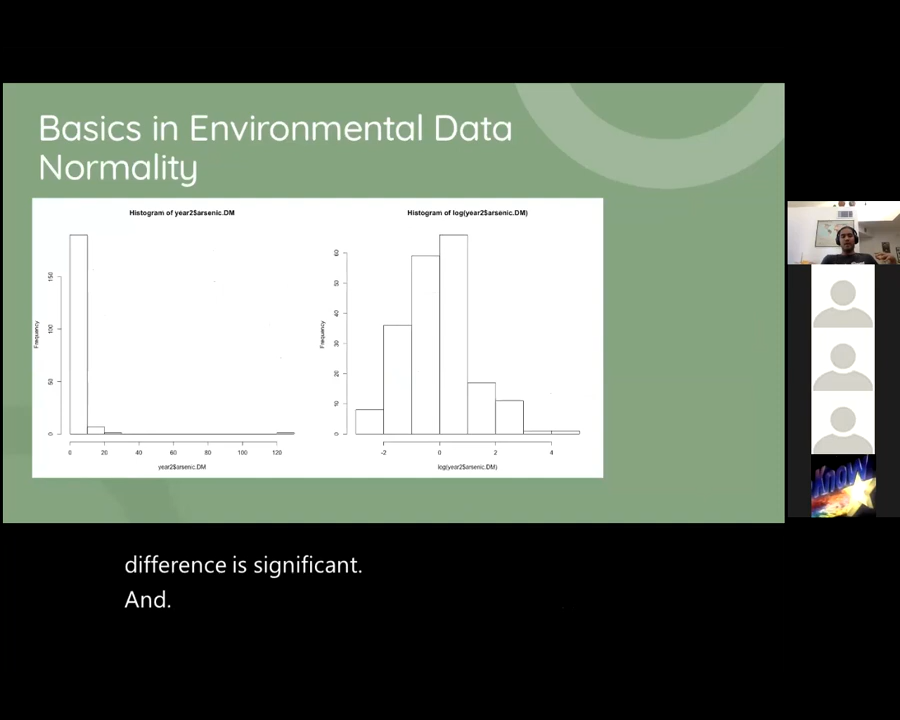 Basics in Environmental Data
Normality
Histogram of year2$arsenic.DM)
Histogram of log(year2$arsenic.DM)
Frequency
0
50
100
150
0
20
40
60
80
100
120
year2$arsenic.DM
Frequency
0
10
20
30
40
50
60
-2
0
2
4
log(year2$arsenic.DM)
Know
difference is significant.
And.